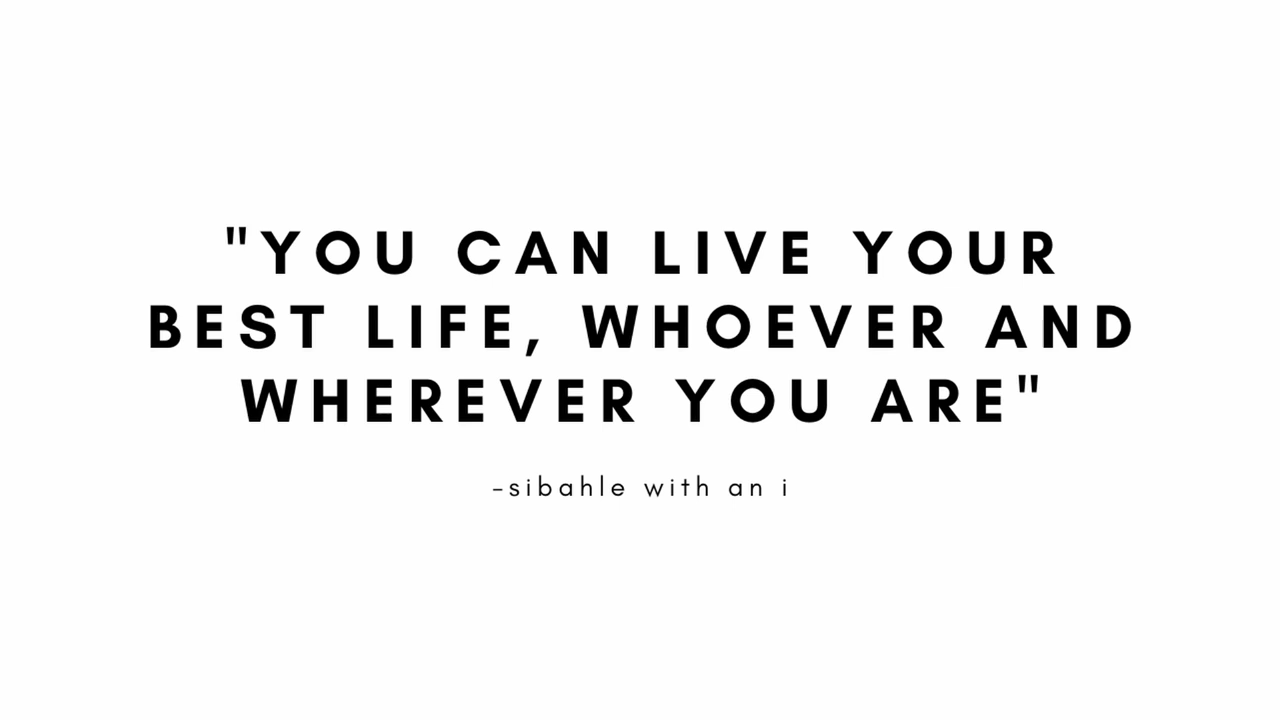 "YOU CAN LIVE YOUR
BEST LIFE, WHOEVER AND
WHEREVER YOU ARE"
-sibahle with an i